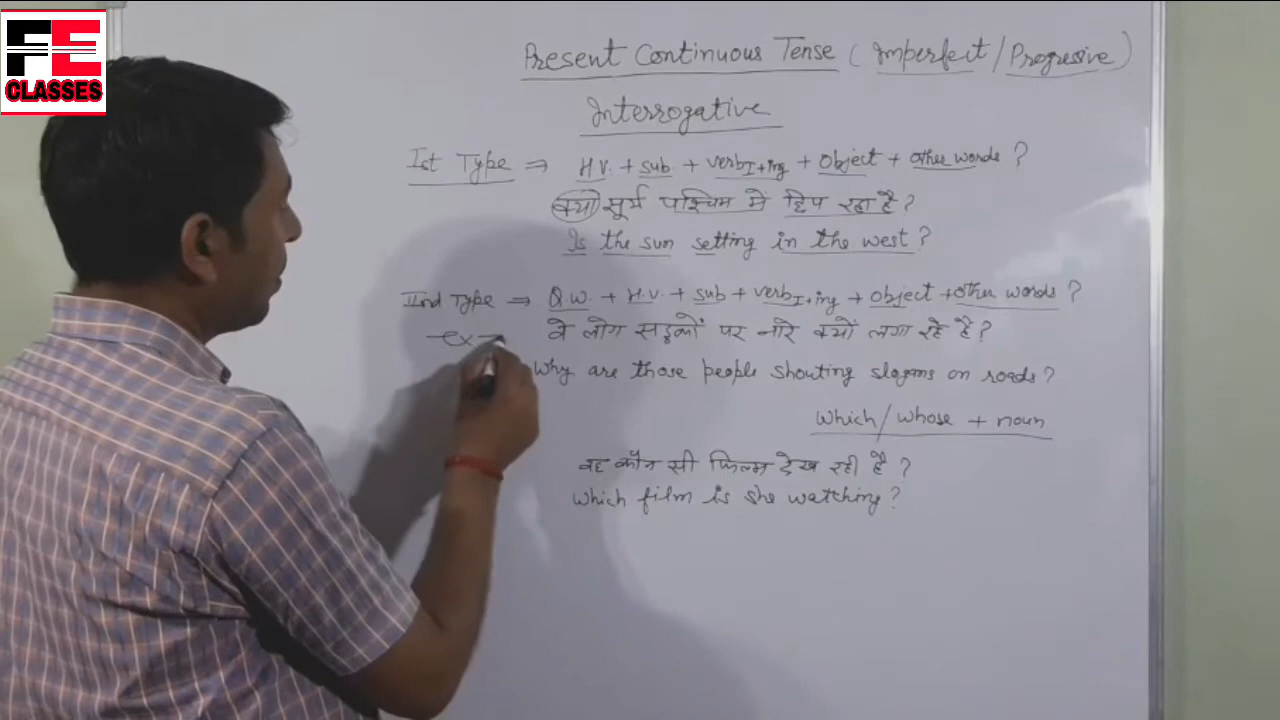 FE
CLASSES
Present Continuous Tense (Imperfect/Progressive)
Interrogative
Ist Type ⇒ H.V. + sub + verbI+ing + object + other words ?
क्या सूर्य पश्चिम में छिप रहा है ?
Is the sun setting in the west ?
IInd Type ⇒ Q.W. + H.V. + sub + verbI+ing + object + other words ?
ex- वे लोग सड़कों पर नारे क्यों लगा रहे है ?
Why are those people shouting slogans on roads ?
Which/whose + noun
वह कौन सी फिल्म देख रही है ?
Which film is she watching ?